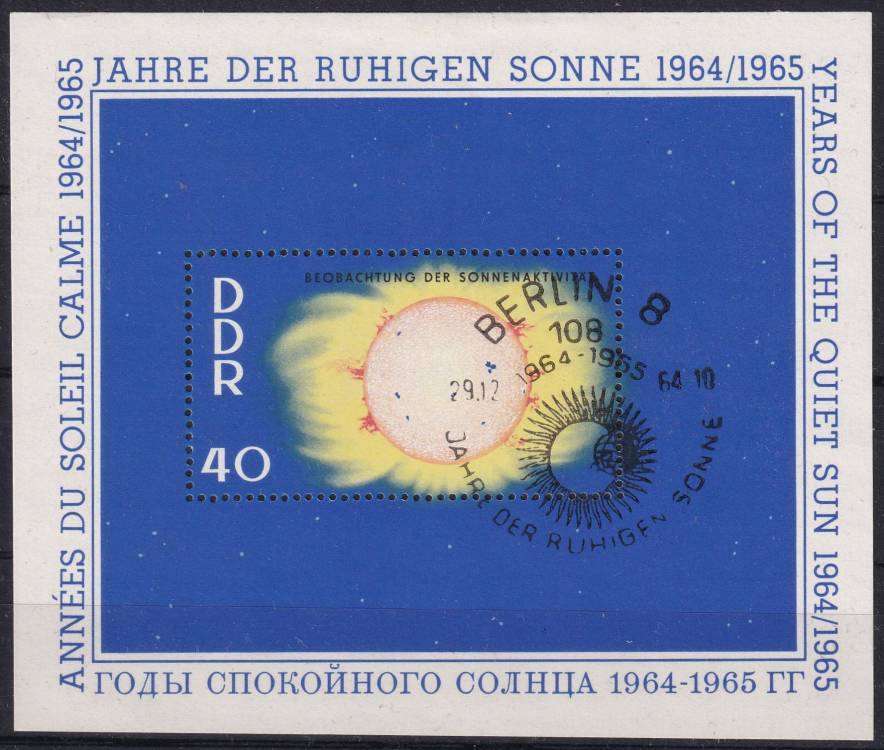 JAHRE DER RUHIGEN SONNE 1964/1965
YEARS OF THE QUIET SUN 1964/1965
ANNÉES DU SOLEIL CALME 1964/1965
BEOBACHTUNG DER SONNENAKTIVITÄT
DDR
40
BERLIN 8
108
1964-1965
29.12 64 10
JAHRE DER RUHIGEN SONNE
ГОДЫ СПОКОЙНОГО СОЛНЦА 1964-1965 ГГ